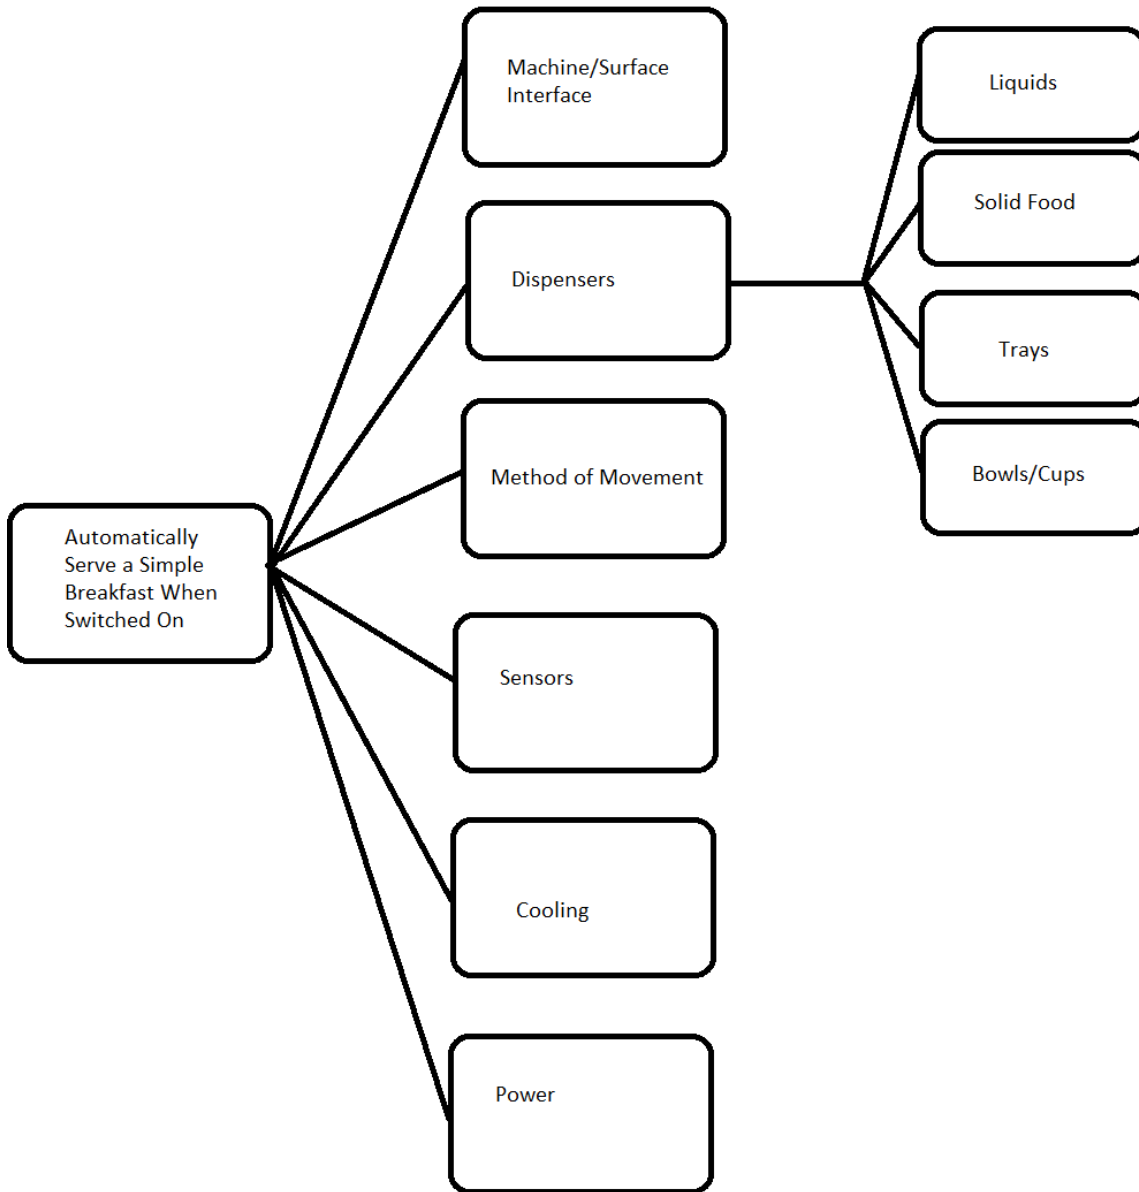 Machine/Surface
Interface
Liquids
Solid Food
Dispensers
Trays
Bowls/Cups
Method of Movement
Automatically
Serve a Simple
Breakfast When
Switched On
Sensors
Cooling
Power